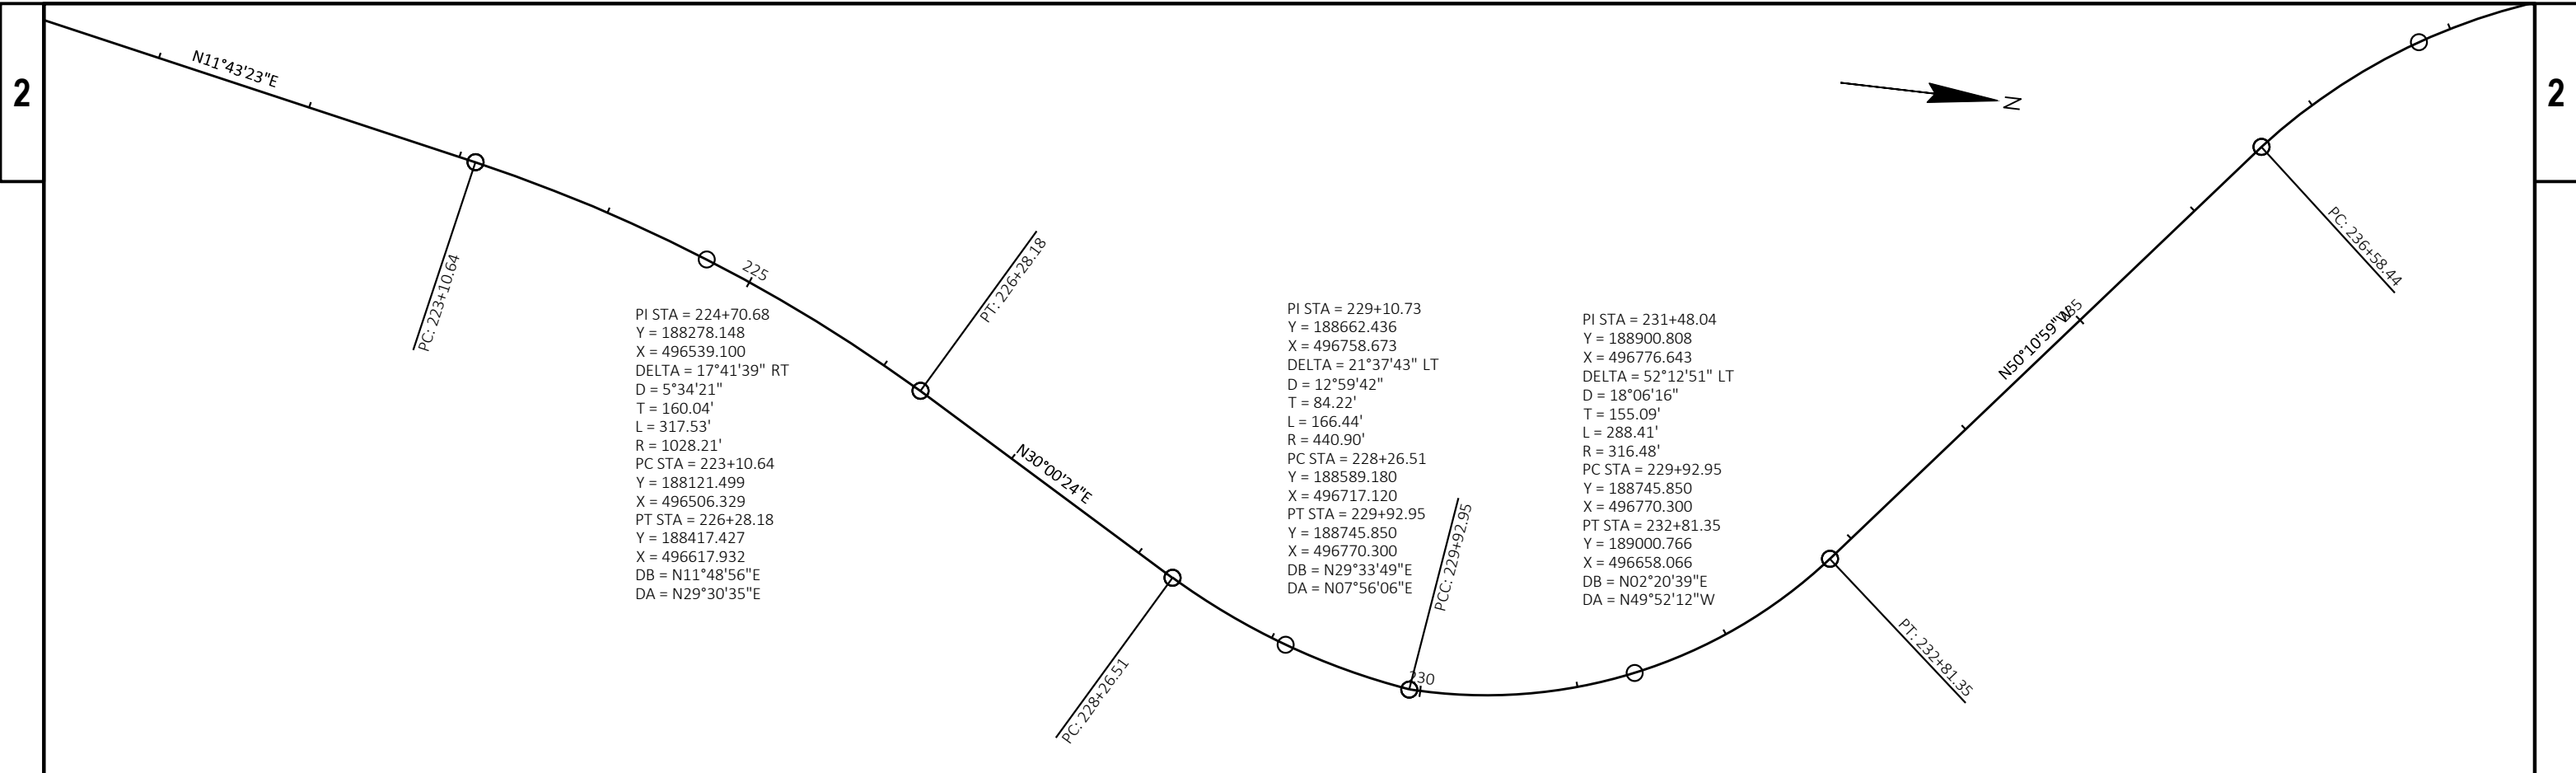 2
N11°43'23"E
N
2
PC: 223+10.64
225
PT: 226+28.18
PC: 236+58.44
PI STA = 224+70.68
Y = 188278.148
X = 496539.100
DELTA = 17°41'39" RT
D = 5°34'21"
T = 160.04'
L = 317.53'
R = 1028.21'
PC STA = 223+10.64
Y = 188121.499
X = 496506.329
PT STA = 226+28.18
Y = 188417.427
X = 496617.932
DB = N11°48'56"E
DA = N29°30'35"E
N30°00'24"E
PI STA = 229+10.73
Y = 188662.436
X = 496758.673
DELTA = 21°37'43" LT
D = 12°59'42"
T = 84.22'
L = 166.44'
R = 440.90'
PC STA = 228+26.51
Y = 188589.180
X = 496717.120
PT STA = 229+92.95
Y = 188745.850
X = 496770.300
DB = N29°33'49"E
DA = N07°56'06"E
PCC: 229+92.95
PI STA = 231+48.04
Y = 188900.808
X = 496776.643
DELTA = 52°12'51" LT
D = 18°06'16"
T = 155.09'
L = 288.41'
R = 316.48'
PC STA = 229+92.95
Y = 188745.850
X = 496770.300
PT STA = 232+81.35
Y = 189000.766
X = 496658.066
DB = N02°20'39"E
DA = N49°52'12"W
N50°10'59"W
235
PC: 228+26.51
230
PT: 232+81.35